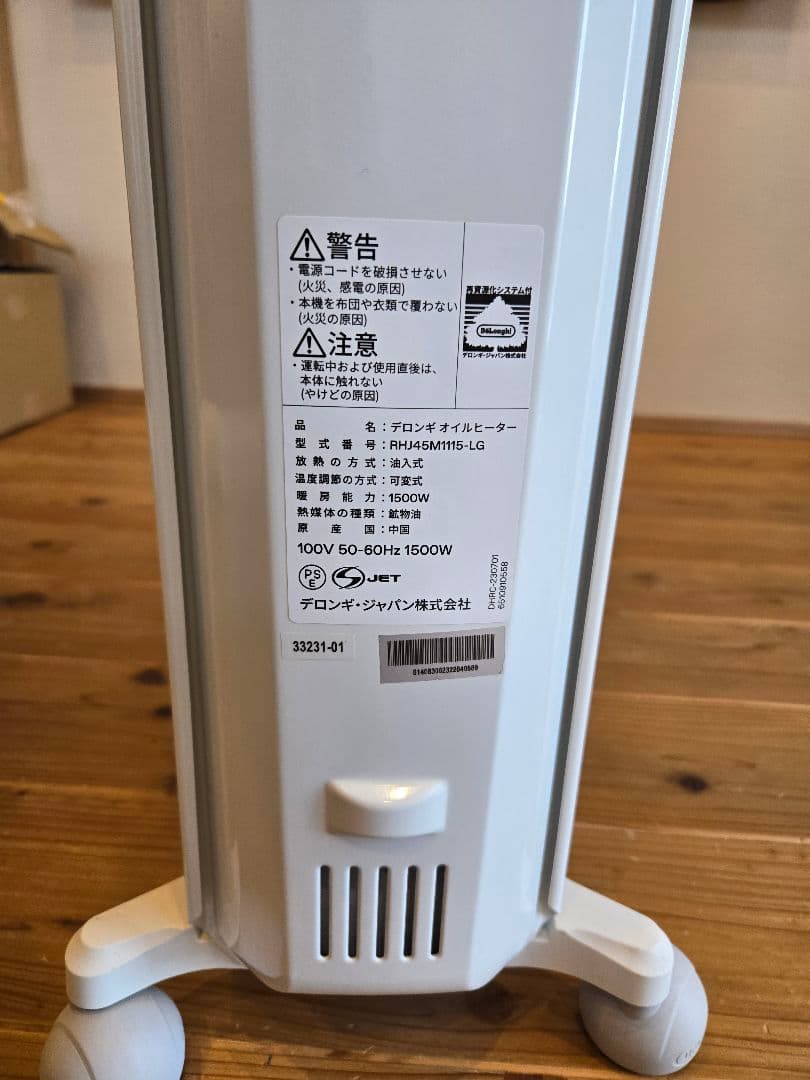 ⚠警告
・電源コードを破損させない
(火災、感電の原因)
・本機を布団や衣類で覆わない
(火災の原因)
⚠注意
・運転中および使用直後は、
本体に触れない
(やけどの原因)
再資源化システム付
DeLonghi
デロンギ・ジャパン株式会社
品名：デロンギ オイルヒーター
型式番号：RHJ45M1115-LG
放熱の方式：油入式
温度調節の方式：可変式
暖房能力：1500W
熱媒体の種類：鉱物油
原産国：中国
100V 50-60Hz 1500W
PS
E
JET
デロンギ・ジャパン株式会社
DHRC-230701
6510910558
33231-01